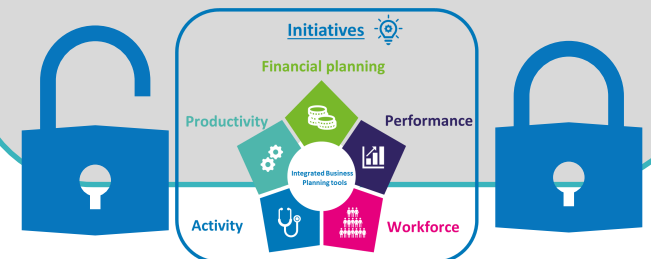 Initiatives
Financial planning
Productivity
Performance
Integrated Business
Planning tools
Activity
Workforce